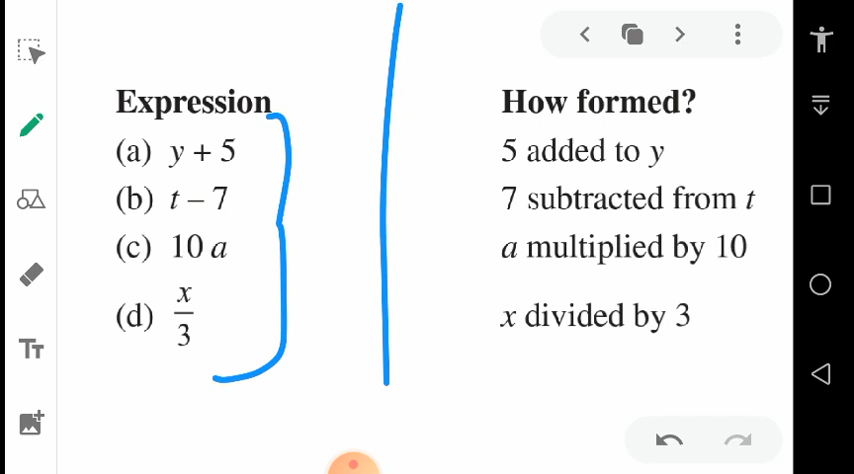 Expression How formed?
(a) y + 5 5 added to y
(b) t – 7 7 subtracted from t
(c) 10 a a multiplied by 10
(d) x/3 x divided by 3
TT